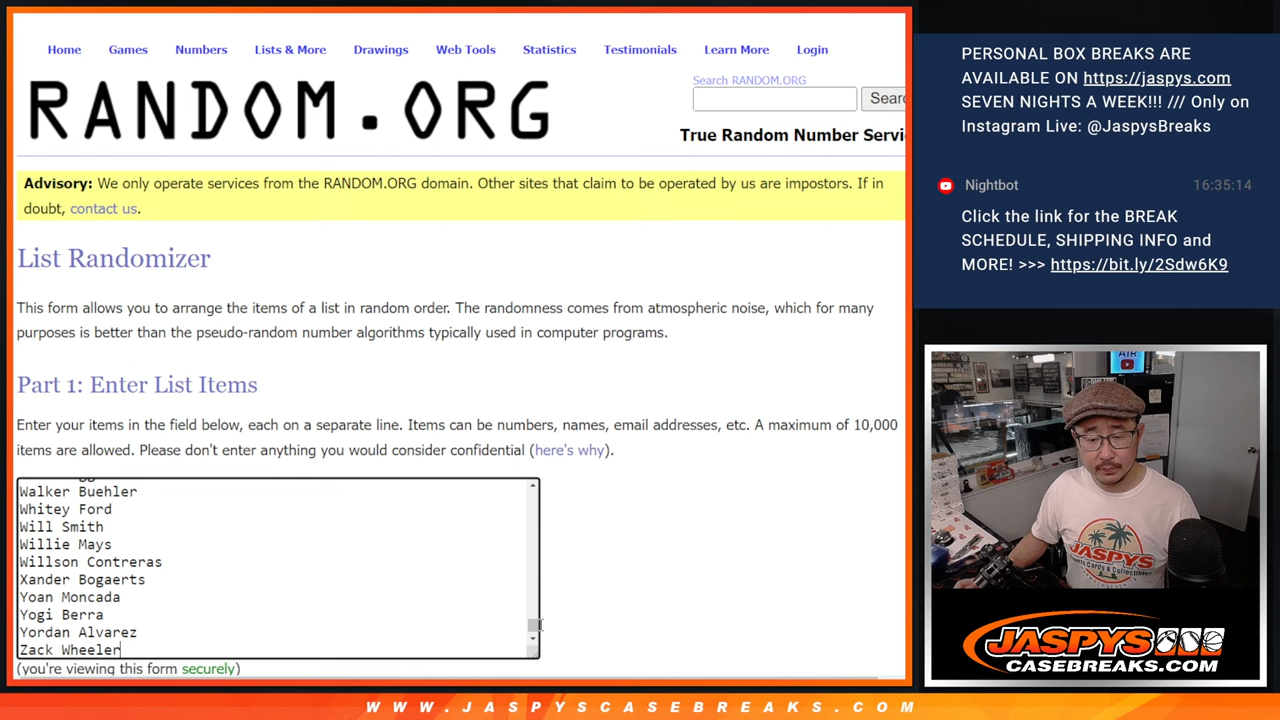 Home Games Numbers Lists & More Drawings Web Tools Statistics Testimonials Learn More Login
RANDOM.ORG
Search RANDOM.ORG
True Random Number Servi
Advisory: We only operate services from the RANDOM.ORG domain. Other sites that claim to be operated by us are impostors. If in
doubt, contact us.
List Randomizer
This form allows you to arrange the items of a list in random order. The randomness comes from atmospheric noise, which for many
purposes is better than the pseudo-random number algorithms typically used in computer programs.
Part 1: Enter List Items
Enter your items in the field below, each on a separate line. Items can be numbers, names, email addresses, etc. A maximum of 10,000
items are allowed. Please don't enter anything you would consider confidential (here's why).
Walker Buehler
Whitey Ford
Will Smith
Willie Mays
Willson Contreras
Xander Bogaerts
Yoan Moncada
Yogi Berra
Yordan Alvarez
Zack Wheeler
(you're viewing this form securely)
PERSONAL BOX BREAKS ARE
AVAILABLE ON https://jaspys.com
SEVEN NIGHTS A WEEK!!! /// Only on
Instagram Live: @JaspysBreaks
Nightbot 16:35:14
Click the link for the BREAK
SCHEDULE, SHIPPING INFO and
MORE! >>> https://bit.ly/2Sdw6K9
AIR
JASPYS
JASPYS
CASEBREAKS.COM
WWW.JASPYSCASEBREAKS.COM